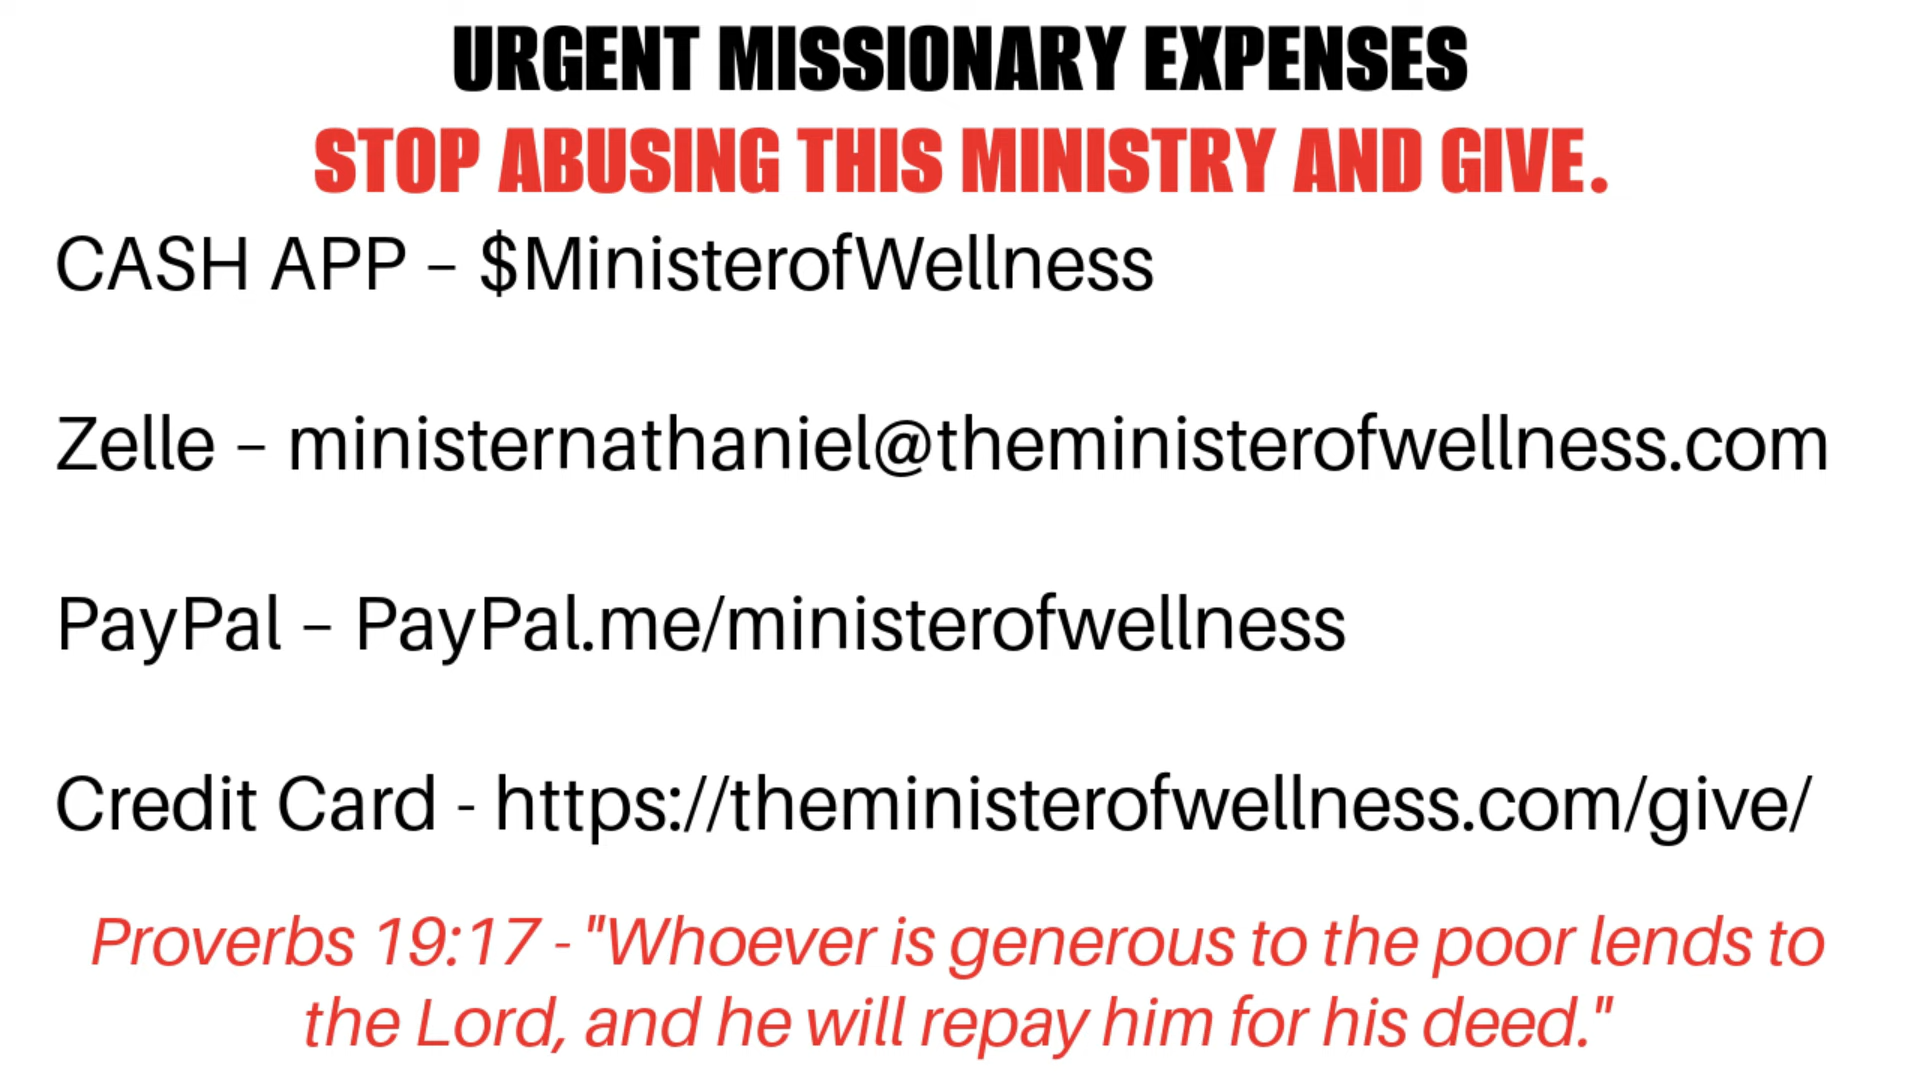 URGENT MISSIONARY EXPENSES
STOP ABUSING THIS MINISTRY AND GIVE.
CASH APP – $MinisterofWellness
Zelle – ministernathaniel@theministerofwellness.com
PayPal – PayPal.me/ministerofwellness
Credit Card - https://theministerofwellness.com/give/
Proverbs 19:17 - "Whoever is generous to the poor lends to
the Lord, and he will repay him for his deed."